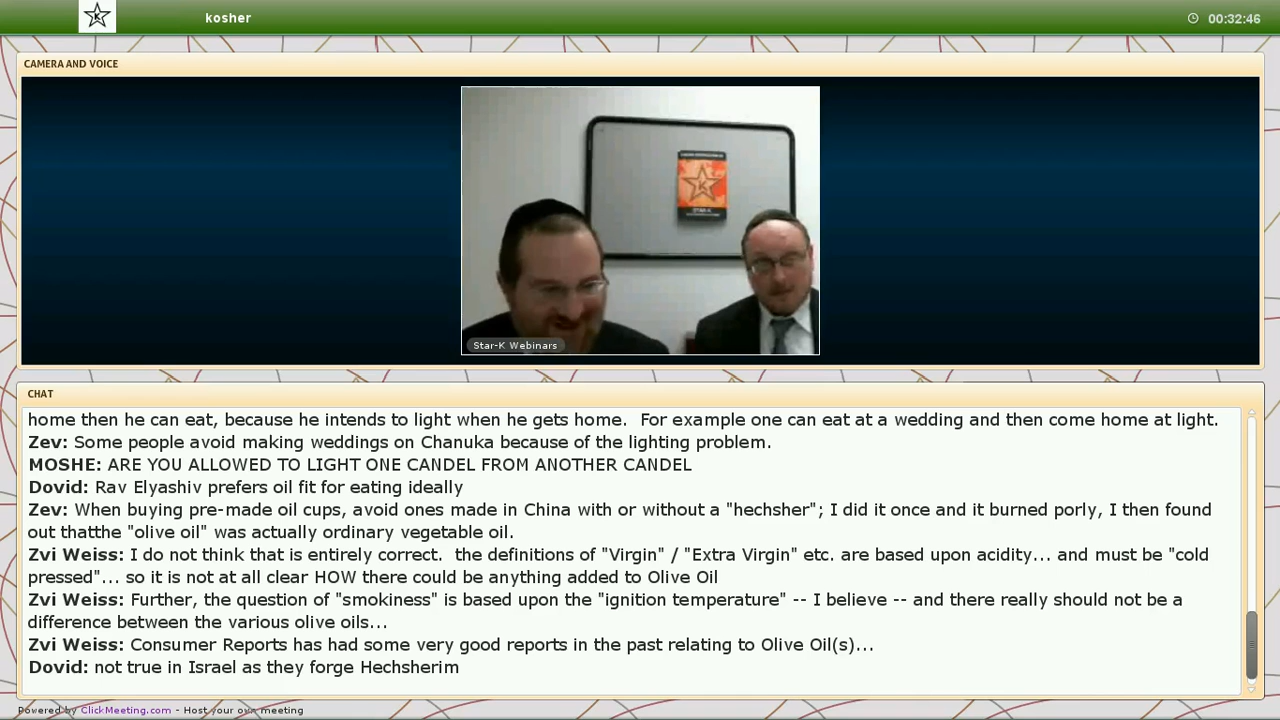 K
kosher
00:32:46
CAMERA AND VOICE
K
STAR-K
Star-K Webinars
CHAT
home then he can eat, because he intends to light when he gets home.  For example one can eat at a wedding and then come home at light.
Zev: Some people avoid making weddings on Chanuka because of the lighting problem.
MOSHE: ARE YOU ALLOWED TO LIGHT ONE CANDEL FROM ANOTHER CANDEL
Dovid: Rav Elyashiv prefers oil fit for eating ideally
Zev: When buying pre-made oil cups, avoid ones made in China with or without a "hechsher"; I did it once and it burned porly, I then found
out thatthe "olive oil" was actually ordinary vegetable oil.
Zvi Weiss: I do not think that is entirely correct.  the definitions of "Virgin" / "Extra Virgin" etc. are based upon acidity... and must be "cold
pressed"... so it is not at all clear HOW there could be anything added to Olive Oil
Zvi Weiss: Further, the question of "smokiness" is based upon the "ignition temperature" -- I believe -- and there really should not be a
difference between the various olive oils...
Zvi Weiss: Consumer Reports has had some very good reports in the past relating to Olive Oil(s)...
Dovid: not true in Israel as they forge Hechsherim
Powered by ClickMeeting.com - Host your own meeting